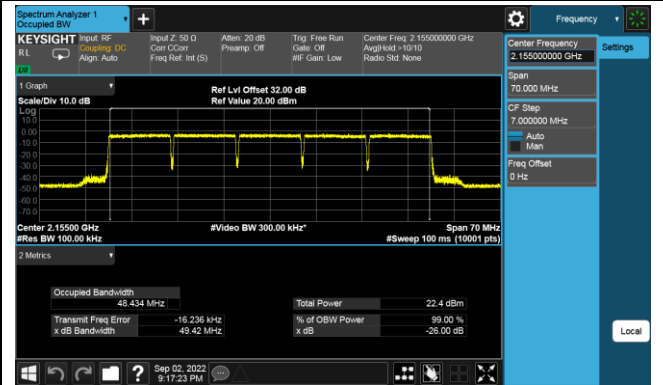 Spectrum Analyzer 1
Occupied BW
Frequency
KEYSIGHT
RL
LW
Input: RF
Coupling: DC
Align: Auto
Input Z: 50 Ω
Corr CCorr
Freq Ref: Int (S)
Atten: 20 dB
Preamp: Off
Trig: Free Run
Gate: Off
#IF Gain: Low
Center Freq: 2.155000000 GHz
Avg|Hold:>10/10
Radio Std: None
Center Frequency
2.155000000 GHz
Settings
Span
70.000 MHz
CF Step
7.000000 MHz
Auto
Man
Freq Offset
0 Hz
1 Graph
Scale/Div 10.0 dB
Ref Lvl Offset 32.00 dB
Ref Value 20.00 dBm
Log
10.0
0.00
-10.0
-20.0
-30.0
-40.0
-50.0
-60.0
-70.0
Center 2.15500 GHz
#Res BW 100.00 kHz
#Video BW 300.00 kHz*
Span 70 MHz
#Sweep 100 ms (10001 pts)
2 Metrics
Occupied Bandwidth
48.434 MHz
Transmit Freq Error -16.236 kHz
x dB Bandwidth 49.42 MHz
Total Power 22.4 dBm
% of OBW Power 99.00 %
x dB -26.00 dB
Local
Sep 02, 2022
9:17:23 PM